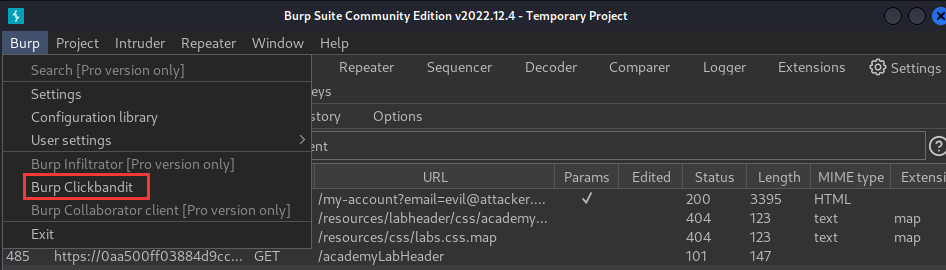 Burp Suite Community Edition v2022.12.4 - Temporary Project
Burp Project Intruder Repeater Window Help
Search [Pro version only] Repeater Sequencer Decoder Comparer Logger Extensions Settings
Settings eys
Configuration library tory Options
User settings
Burp Infiltrator [Pro version only] ent
Burp Clickbandit URL Params Edited Status Length MIME type Extensi
/my-account?email=evil@attacker.... ✓ 200 3395 HTML
Burp Collaborator client [Pro version only] /resources/labheader/css/academy... 404 123 text map
Exit /resources/css/labs.css.map 404 123 text map
485 https://0aa500ff03884d9cc... GET /academyLabHeader 101 147